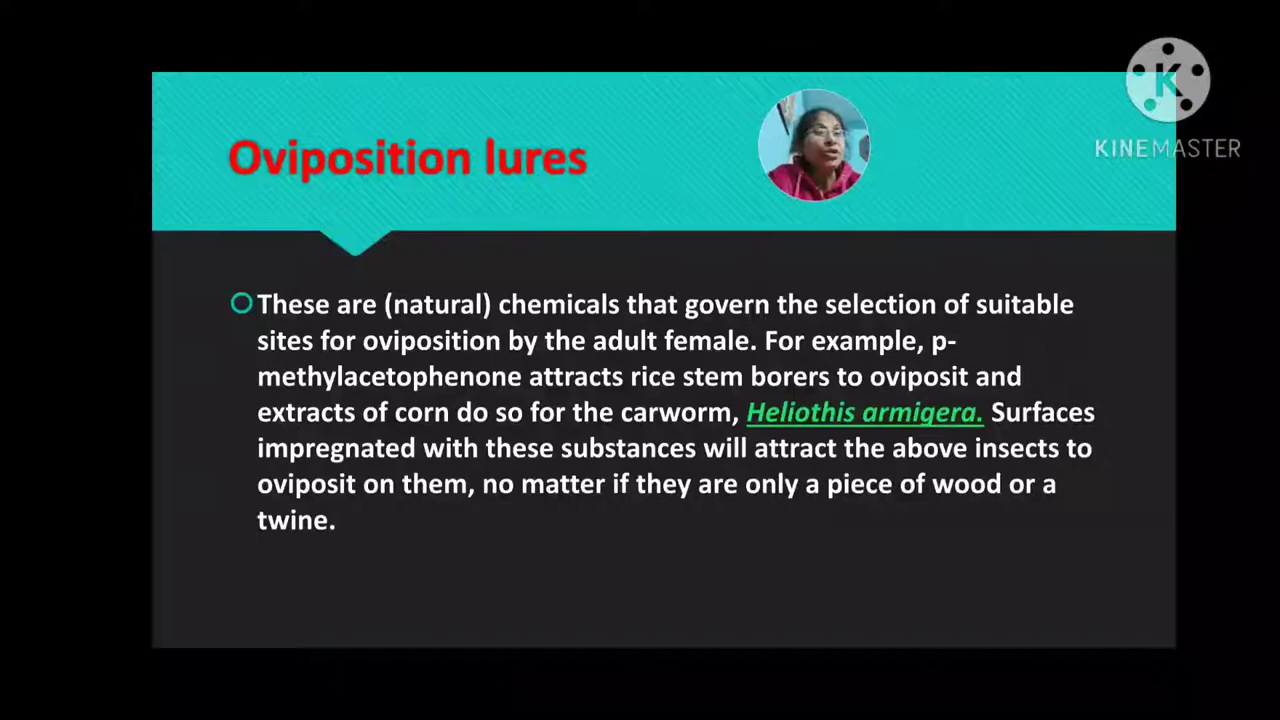 Oviposition lures
K
KINEMASTER
These are (natural) chemicals that govern the selection of suitable
sites for oviposition by the adult female. For example, p-
methylacetophenone attracts rice stem borers to oviposit and
extracts of corn do so for the carworm, Heliothis armigera. Surfaces
impregnated with these substances will attract the above insects to
oviposit on them, no matter if they are only a piece of wood or a
twine.